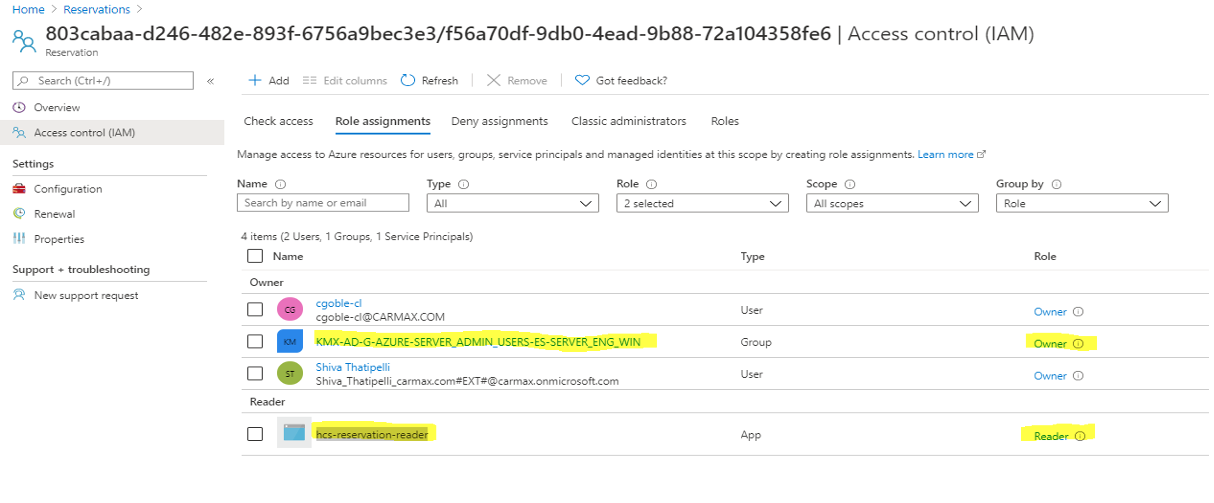 Home > Reservations >
803cabaa-d246-482e-893f-6756a9bec3e3/f56a70df-9db0-4ead-9b88-72a104358fe6 | Access control (IAM)
Reservation
Search (Ctrl+/) «
Add Edit columns Refresh Remove Got feedback?
Overview
Access control (IAM)
Settings
Configuration
Renewal
Properties
Support + troubleshooting
New support request
Check access Role assignments Deny assignments Classic administrators Roles
Manage access to Azure resources for users, groups, service principals and managed identities at this scope by creating role assignments. Learn more
Name Type Role Scope Group by
Search by name or email All 2 selected All scopes Role
4 items (2 Users, 1 Groups, 1 Service Principals)
Name Type Role
Owner
CG cgoble-cl User Owner
cgoble-cl@CARMAX.COM
KM KMX-AD-G-AZURE-SERVER_ADMIN_USERS-ES-SERVER_ENG_WIN Group Owner
ST Shiva Thatipelli User Owner
Shiva_Thatipelli_carmax.com#EXT#@carmax.onmicrosoft.com
Reader
hcs-reservation-reader App Reader